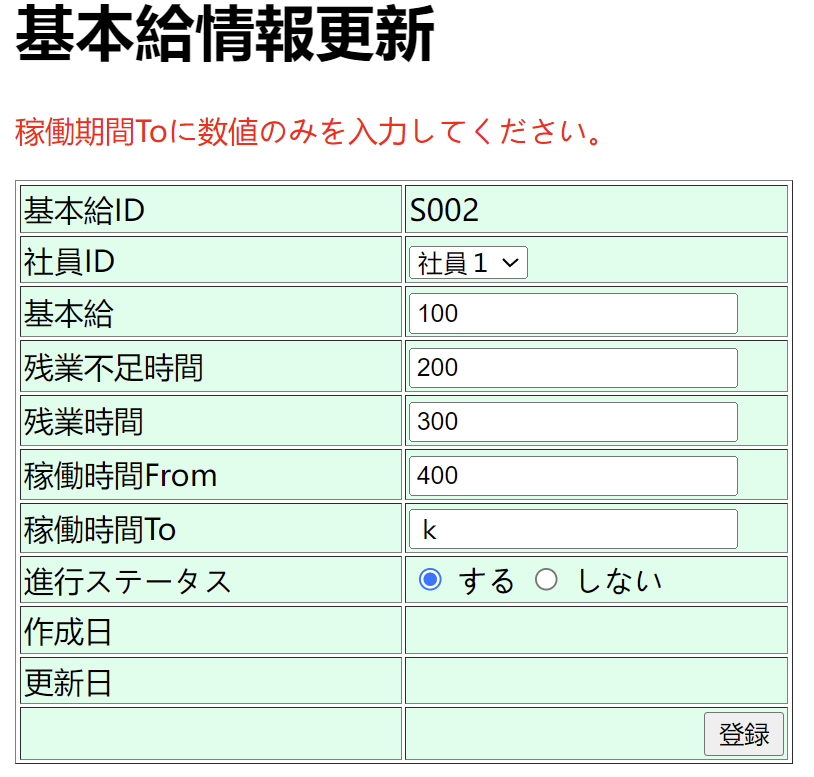 基本給情報更新
稼働期間Toに数値のみを入力してください。
基本給ID S002
社員ID 社員１
基本給 100
残業不足時間 200
残業時間 300
稼働時間From 400
稼働時間To ｋ
進行ステータス する しない
作成日
更新日
登録